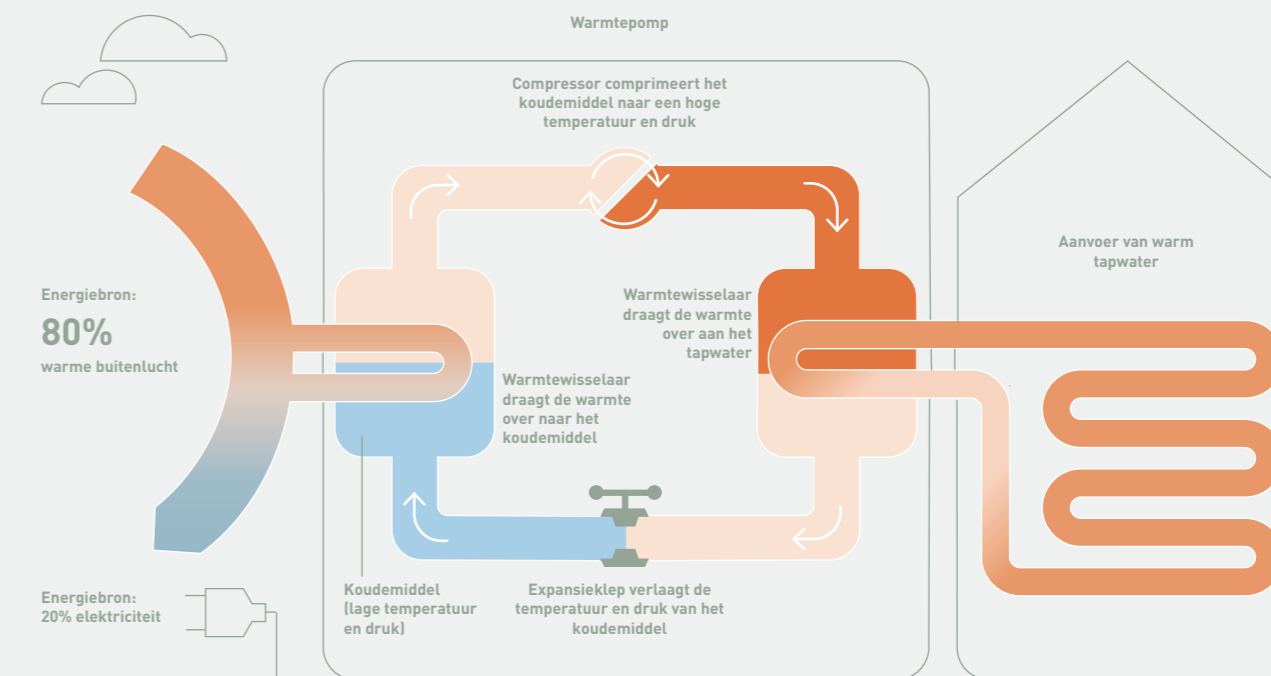 Warmtepomp
Compressor comprimeert het
koudemiddel naar een hoge
temperatuur en druk
Aanvoer van warm
tapwater
Energiebron:
80%
warme buitenlucht
Warmtewisselaar
draagt de warmte
over aan het
tapwater
Warmtewisselaar
draagt de warmte
over naar het
koudemiddel
Energiebron:
20% elektriciteit
Koudemiddel
(lage temperatuur
en druk)
Expansieklep verlaagt de
temperatuur en druk van het
koudemiddel